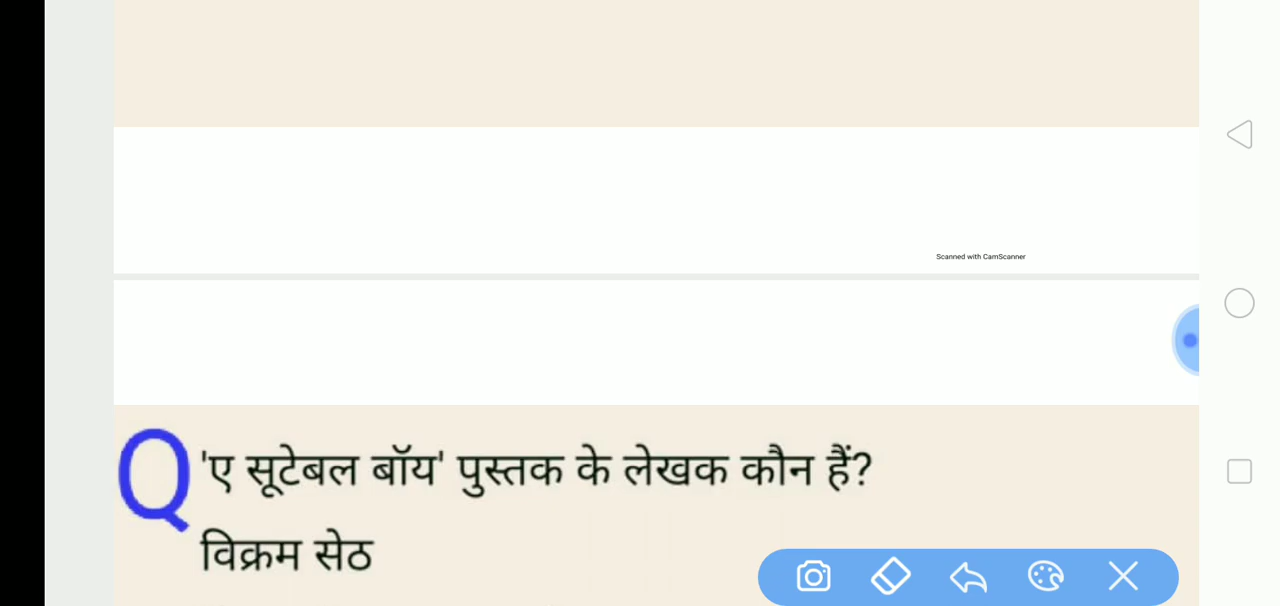 Scanned with CamScanner
Q 'ए सूटेबल बॉय' पुस्तक के लेखक कौन हैं?
विक्रम सेठ